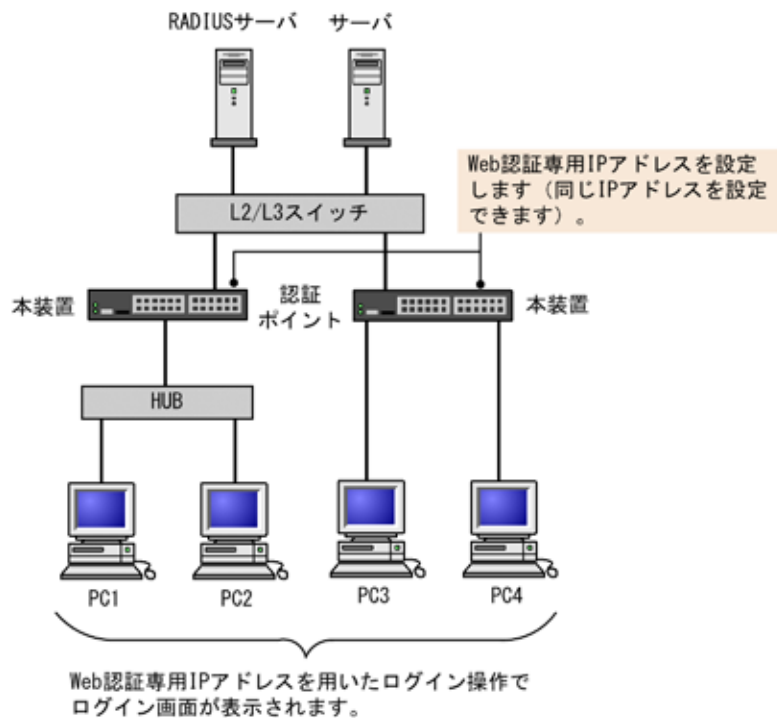 RADIUSサーバ
サーバ
Web認証専用IPアドレスを設定
します（同じIPアドレスを設定
できます）。
L2/L3スイッチ
本装置
認証
ポイント
本装置
HUB
PC1
PC2
PC3
PC4
Web認証専用IPアドレスを用いたログイン操作で
ログイン画面が表示されます。